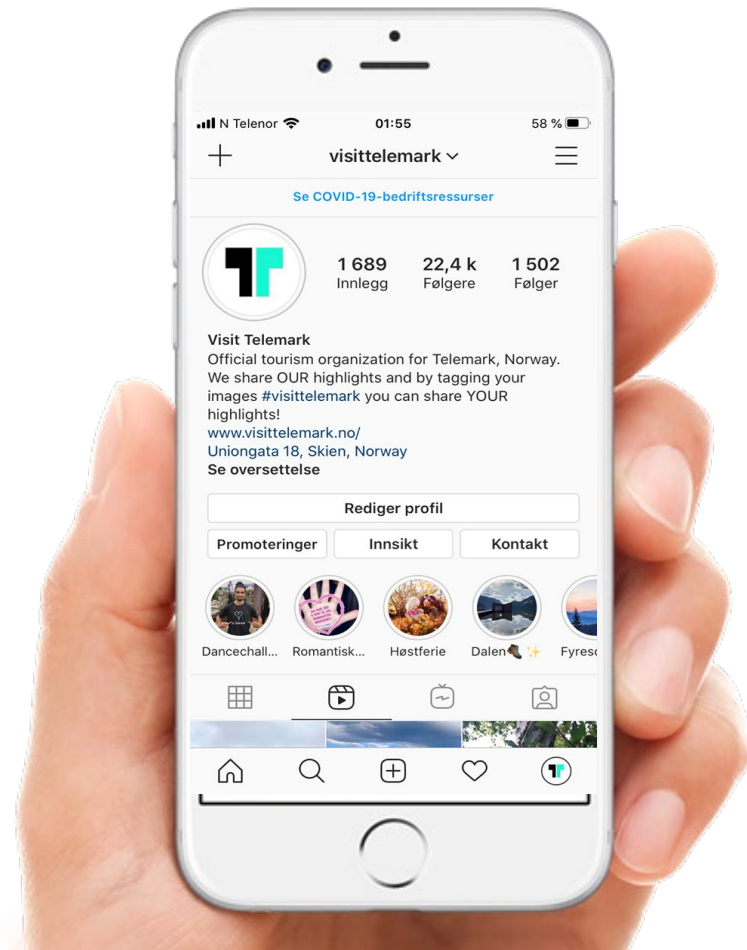 N Telenor 01:55 58 %
visittelemark
Se COVID-19-bedriftsressurser
1 689 22,4 k 1 502
Innlegg Følgere Følger
Visit Telemark
Official tourism organization for Telemark, Norway.
We share OUR highlights and by tagging your
images #visittelemark you can share YOUR
highlights!
www.visittelemark.no/
Uniongata 18, Skien, Norway
Se oversettelse
Rediger profil
Promoteringer Innsikt Kontakt
Dancechall... Romantisk... Høstferie Dalen🥾✨ Fyresd